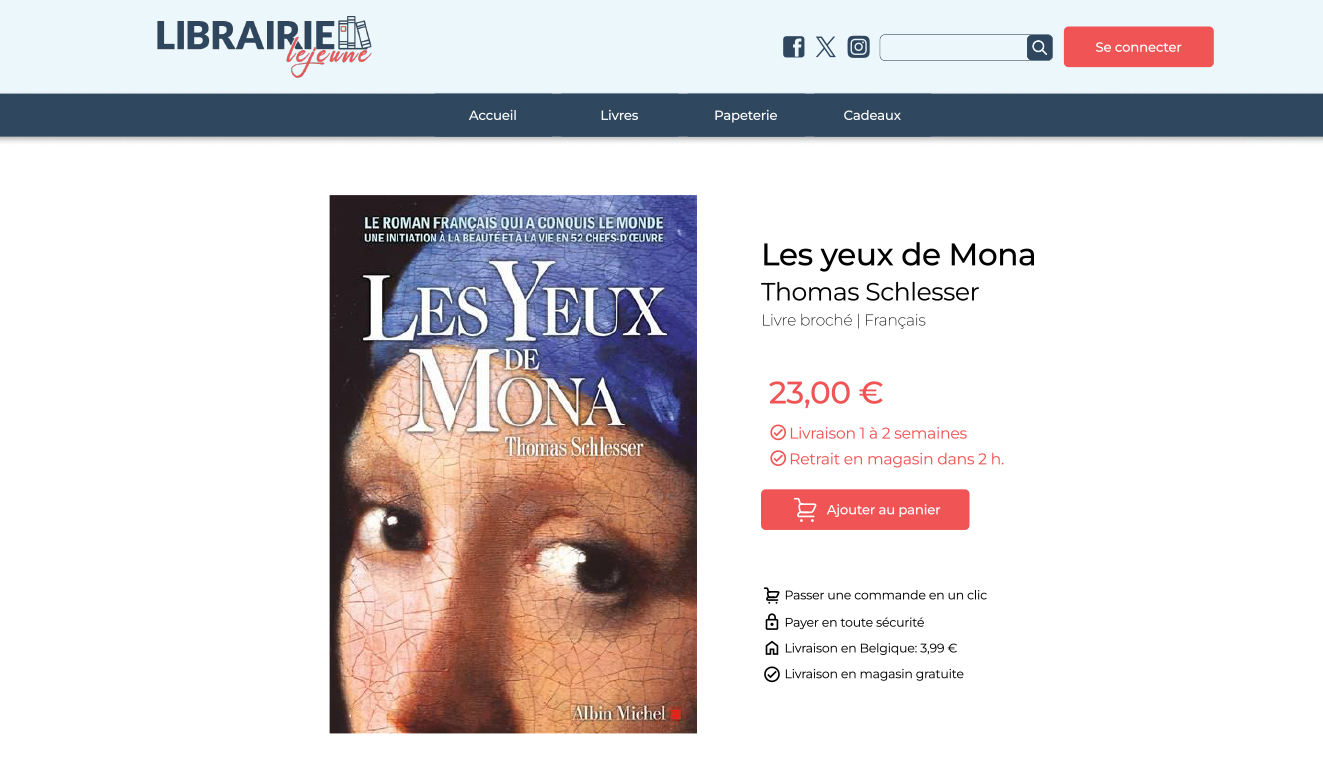 LIBRAIRIE
lejeune
Se connecter
Accueil Livres Papeterie Cadeaux
LE ROMAN FRANÇAIS QUI A CONQUIS LE MONDE
UNE INITIATION À LA BEAUTÉ ET À LA VIE EN 52 CHEFS-D'ŒUVRE
LES YEUX
DE
MONA
Thomas Schlesser
Albin Michel
Les yeux de Mona
Thomas Schlesser
Livre broché | Français
23,00 €
Livraison 1 à 2 semaines
Retrait en magasin dans 2 h.
Ajouter au panier
Passer une commande en un clic
Payer en toute sécurité
Livraison en Belgique: 3,99 €
Livraison en magasin gratuite